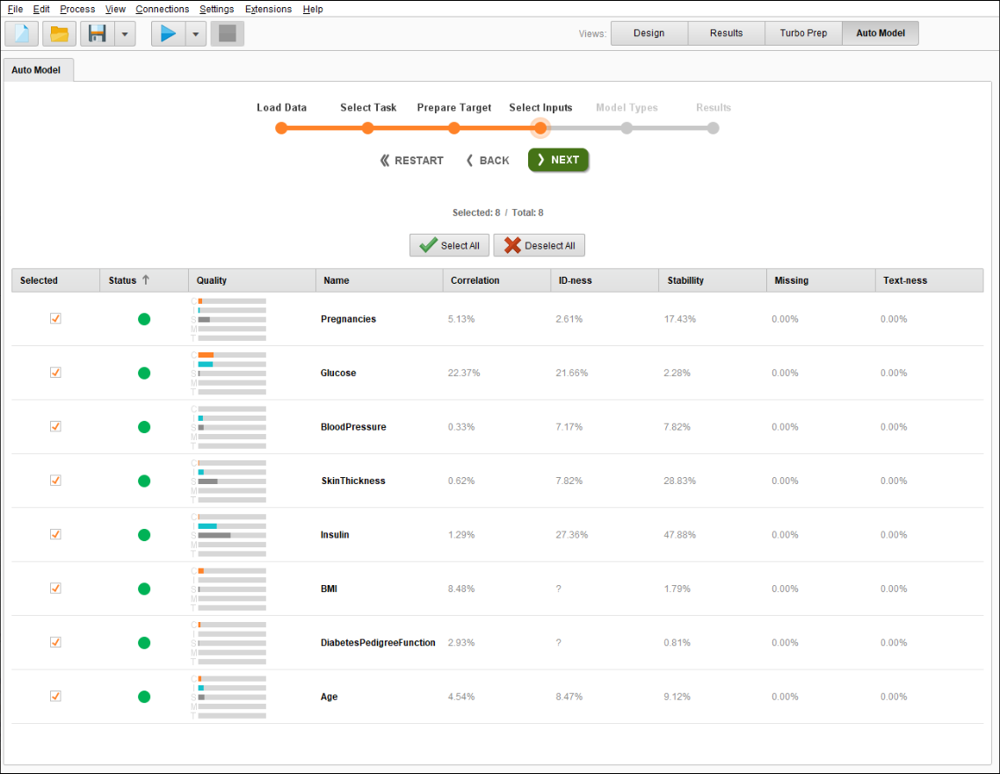 File Edit Process View Connections Settings Extensions Help
Views: Design Results Turbo Prep Auto Model
Auto Model
Load Data Select Task Prepare Target Select Inputs Model Types Results
RESTART BACK NEXT
Selected: 8 / Total: 8
Select All Deselect All
Selected Status Quality Name Correlation ID-ness Stabillity Missing Text-ness
C
I
S Pregnancies 5.13% 2.61% 17.43% 0.00% 0.00%
M
T
C
I
S Glucose 22.37% 21.66% 2.28% 0.00% 0.00%
M
T
C
I
S BloodPressure 0.33% 7.17% 7.82% 0.00% 0.00%
M
T
C
I
S SkinThickness 0.62% 7.82% 28.83% 0.00% 0.00%
M
T
C
I
S Insulin 1.29% 27.36% 47.88% 0.00% 0.00%
M
T
C
I
S BMI 8.48% ? 1.79% 0.00% 0.00%
M
T
C
I
S DiabetesPedigreeFunction 2.93% ? 0.81% 0.00% 0.00%
M
T
C
I
S Age 4.54% 8.47% 9.12% 0.00% 0.00%
M
T